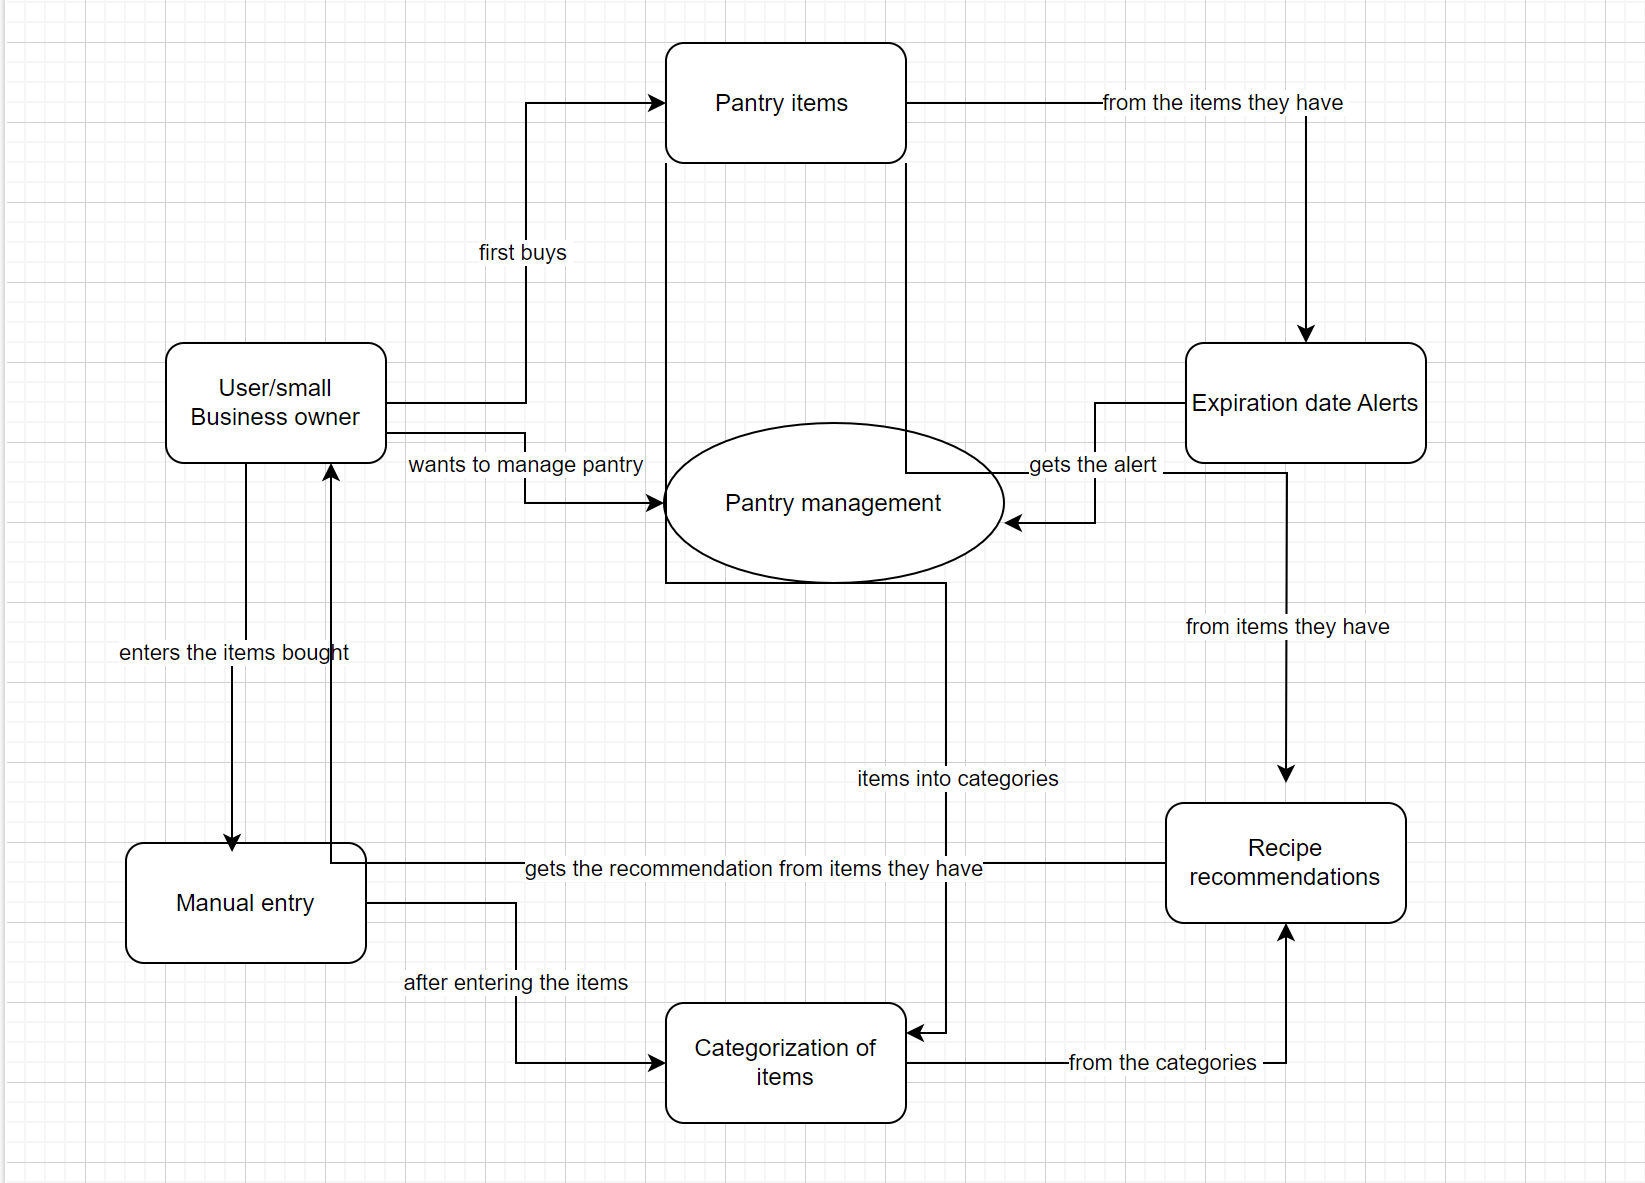 Pantry items
from the items they have
first buys
User/small
Business owner
Expiration date Alerts
wants to manage pantry
gets the alert
Pantry management
from items they have
enters the items bought
items into categories
Recipe
recommendations
gets the recommendation from items they have
Manual entry
after entering the items
Categorization of
items
from the categories